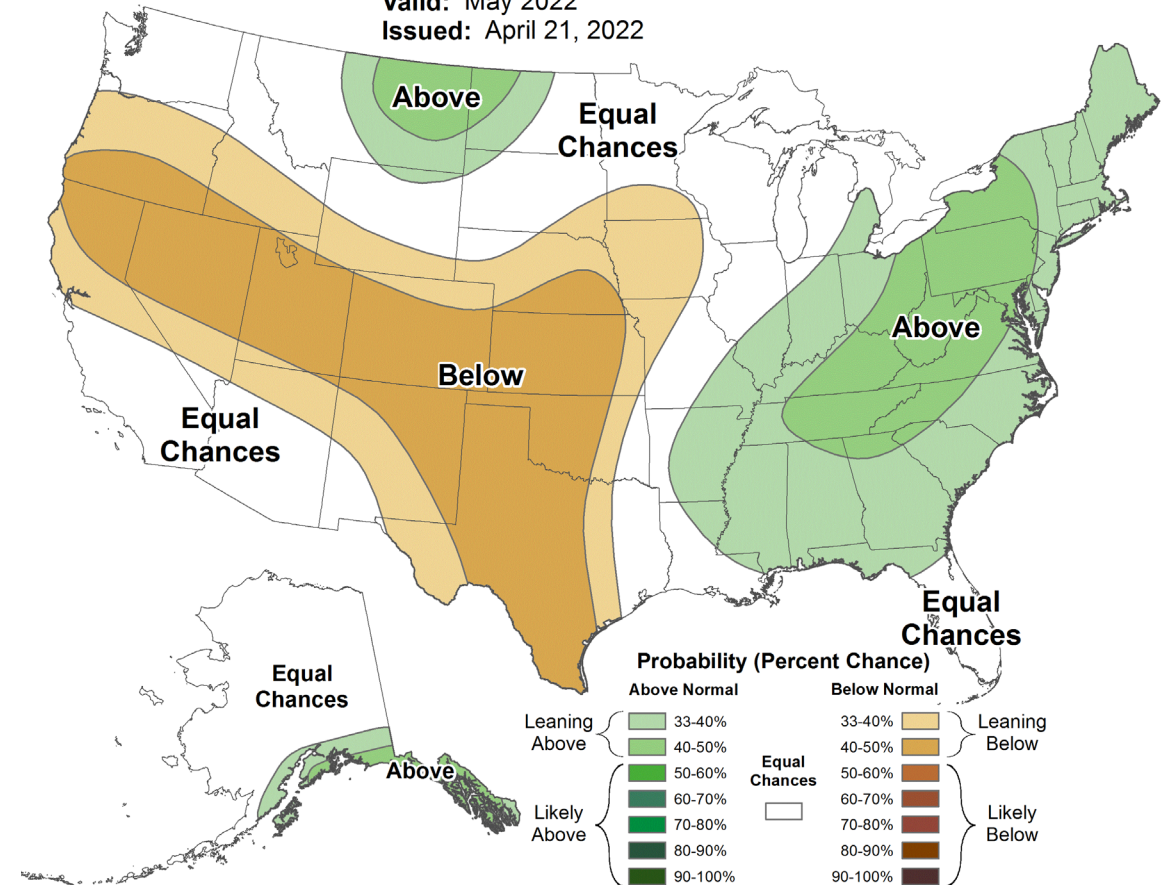 Valid: May 2022
Issued: April 21, 2022
Above
Equal
Chances
Above
Below
Equal
Chances
Equal
Chances
Equal
Chances
Above
Probability (Percent Chance)
Above Normal
Below Normal
Leaning
Above
33-40%
40-50%
50-60%
60-70%
70-80%
80-90%
90-100%
Likely
Above
Equal
Chances
33-40%
40-50%
50-60%
60-70%
70-80%
80-90%
90-100%
Leaning
Below
Likely
Below